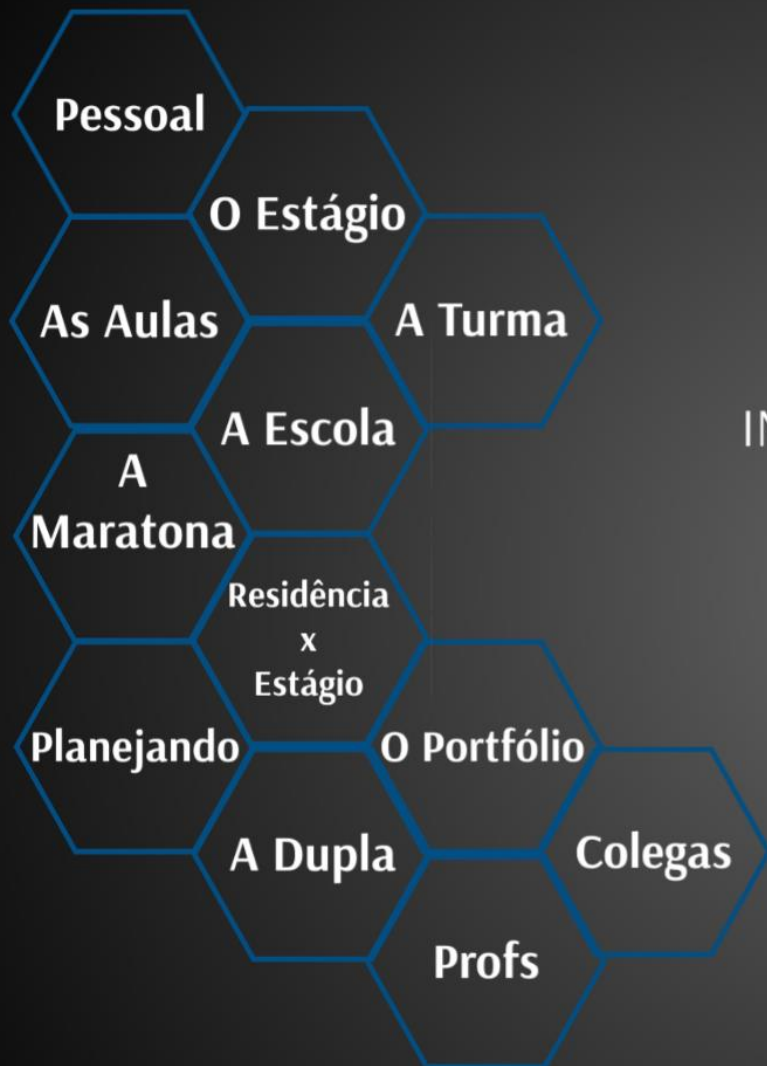 Pessoal
O Estágio
As Aulas
A Turma
A Escola
A
Maratona
Residência
x
Estágio
Planejando
O Portfólio
A Dupla
Colegas
Profs